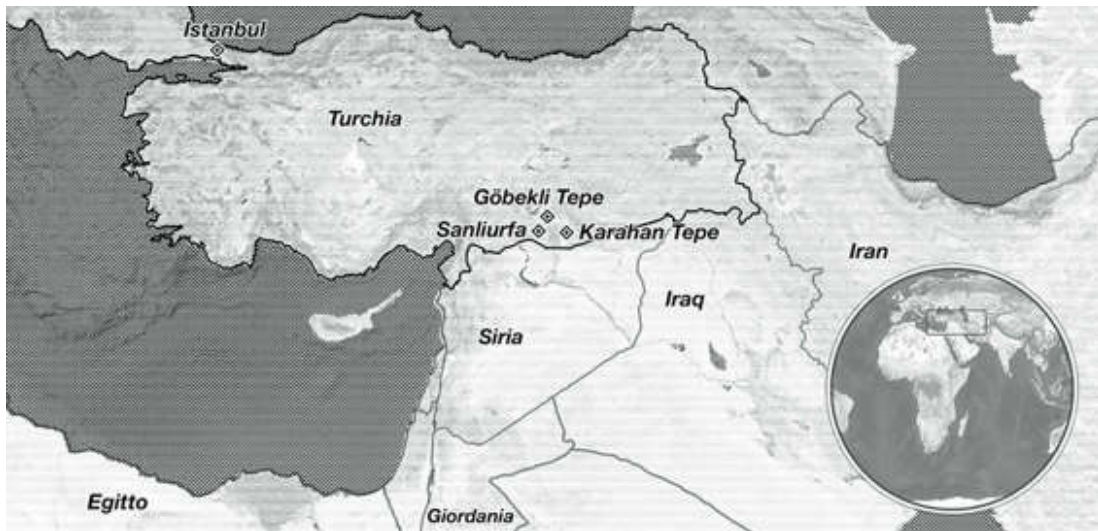 Istanbul
Turchia
Göbekli Tepe
Sanliurfa
Karahan Tepe
Iran
Iraq
Siria
Egitto
Giordania